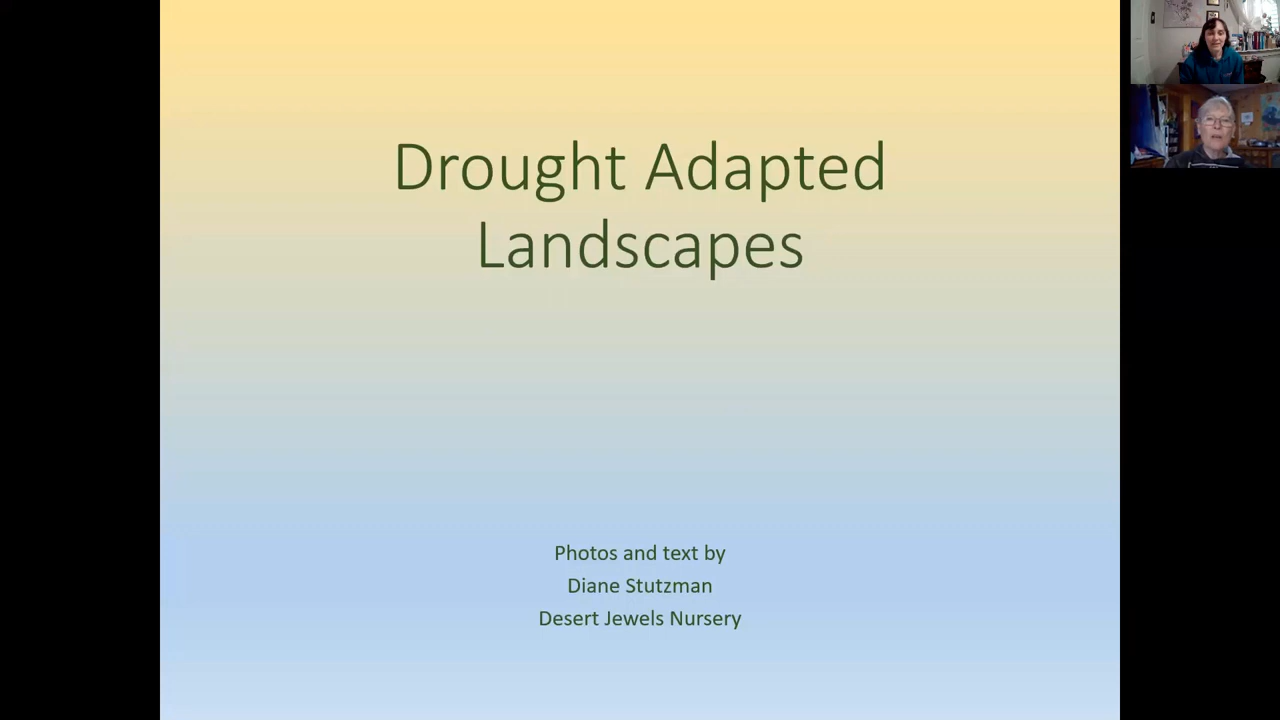 Drought Adapted
Landscapes
Photos and text by
Diane Stutzman
Desert Jewels Nursery